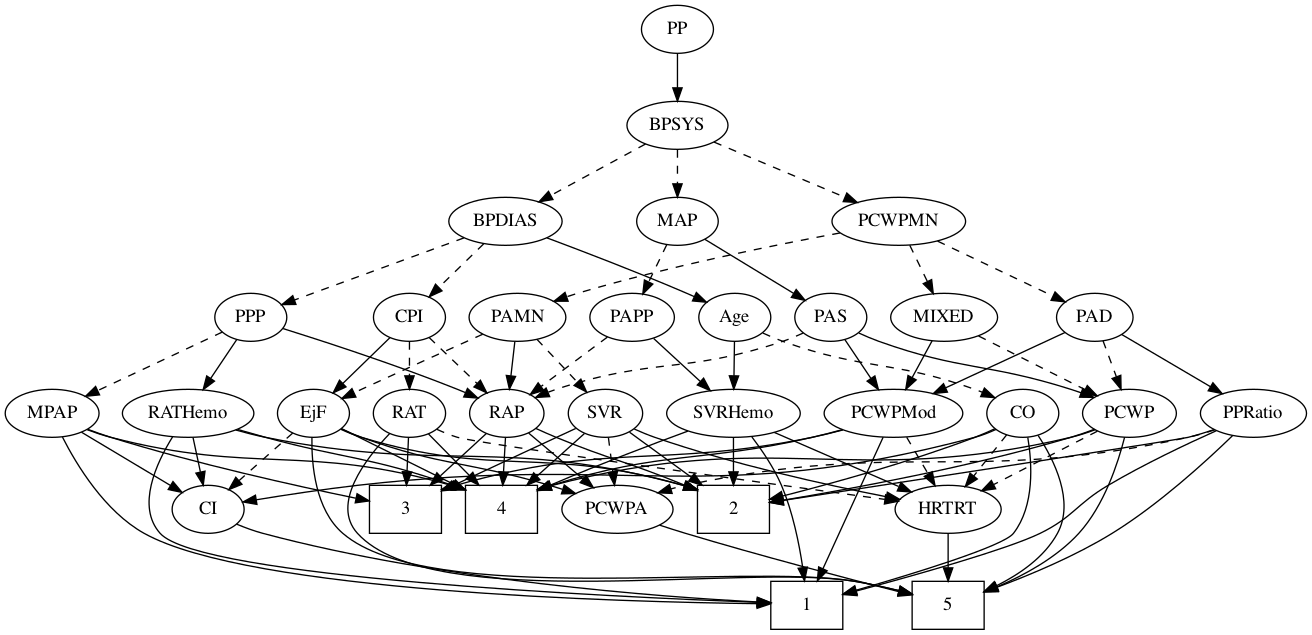 PP
BPSYS
BPDIAS
MAP
PCWPMN
PPP
CPI
PAMN
PAPP
Age
PAS
MIXED
PAD
MPAP
RATHemo
EjF
RAT
RAP
SVR
SVRHemo
PCWPMod
CO
PCWP
PPRatio
CI
3
4
PCWPA
2
HRTRT
1
5